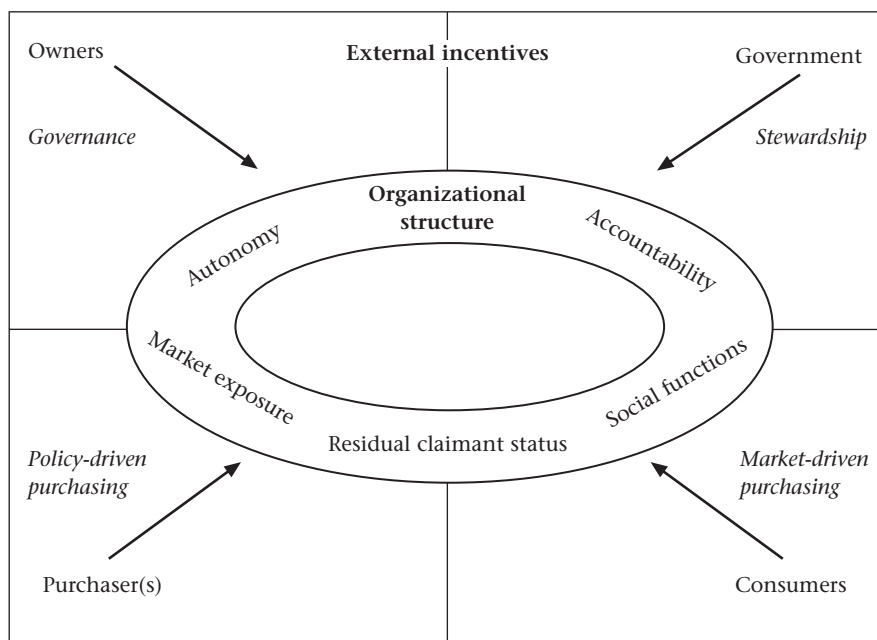 Owners
External incentives
Government
Governance
Stewardship
Organizational
structure
Autonomy
Accountability
Market exposure
Social functions
Residual claimant status
Policy-driven
purchasing
Market-driven
purchasing
Purchaser(s)
Consumers